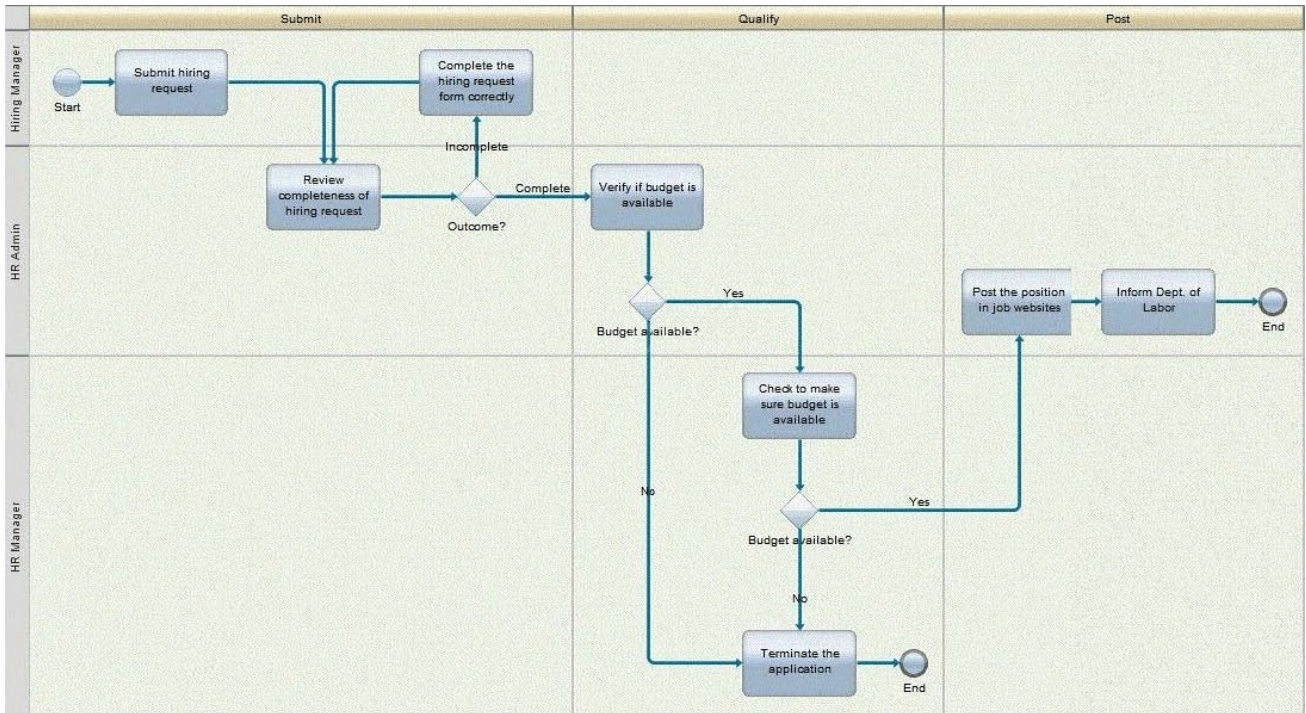 Submit
Qualify
Post
Hiring Manager
Start
Submit hiring
request
Complete the
hiring request
form correctly
Incomplete
HR Admin
Review
completeness of
hiring request
Outcome?
Complete
Verify if budget is
available
Budget available?
Yes
Post the position
in job websites
Inform Dept. of
Labor
End
HR Manager
No
Check to make
sure budget is
available
Budget available?
Yes
No
Terminate the
application
End